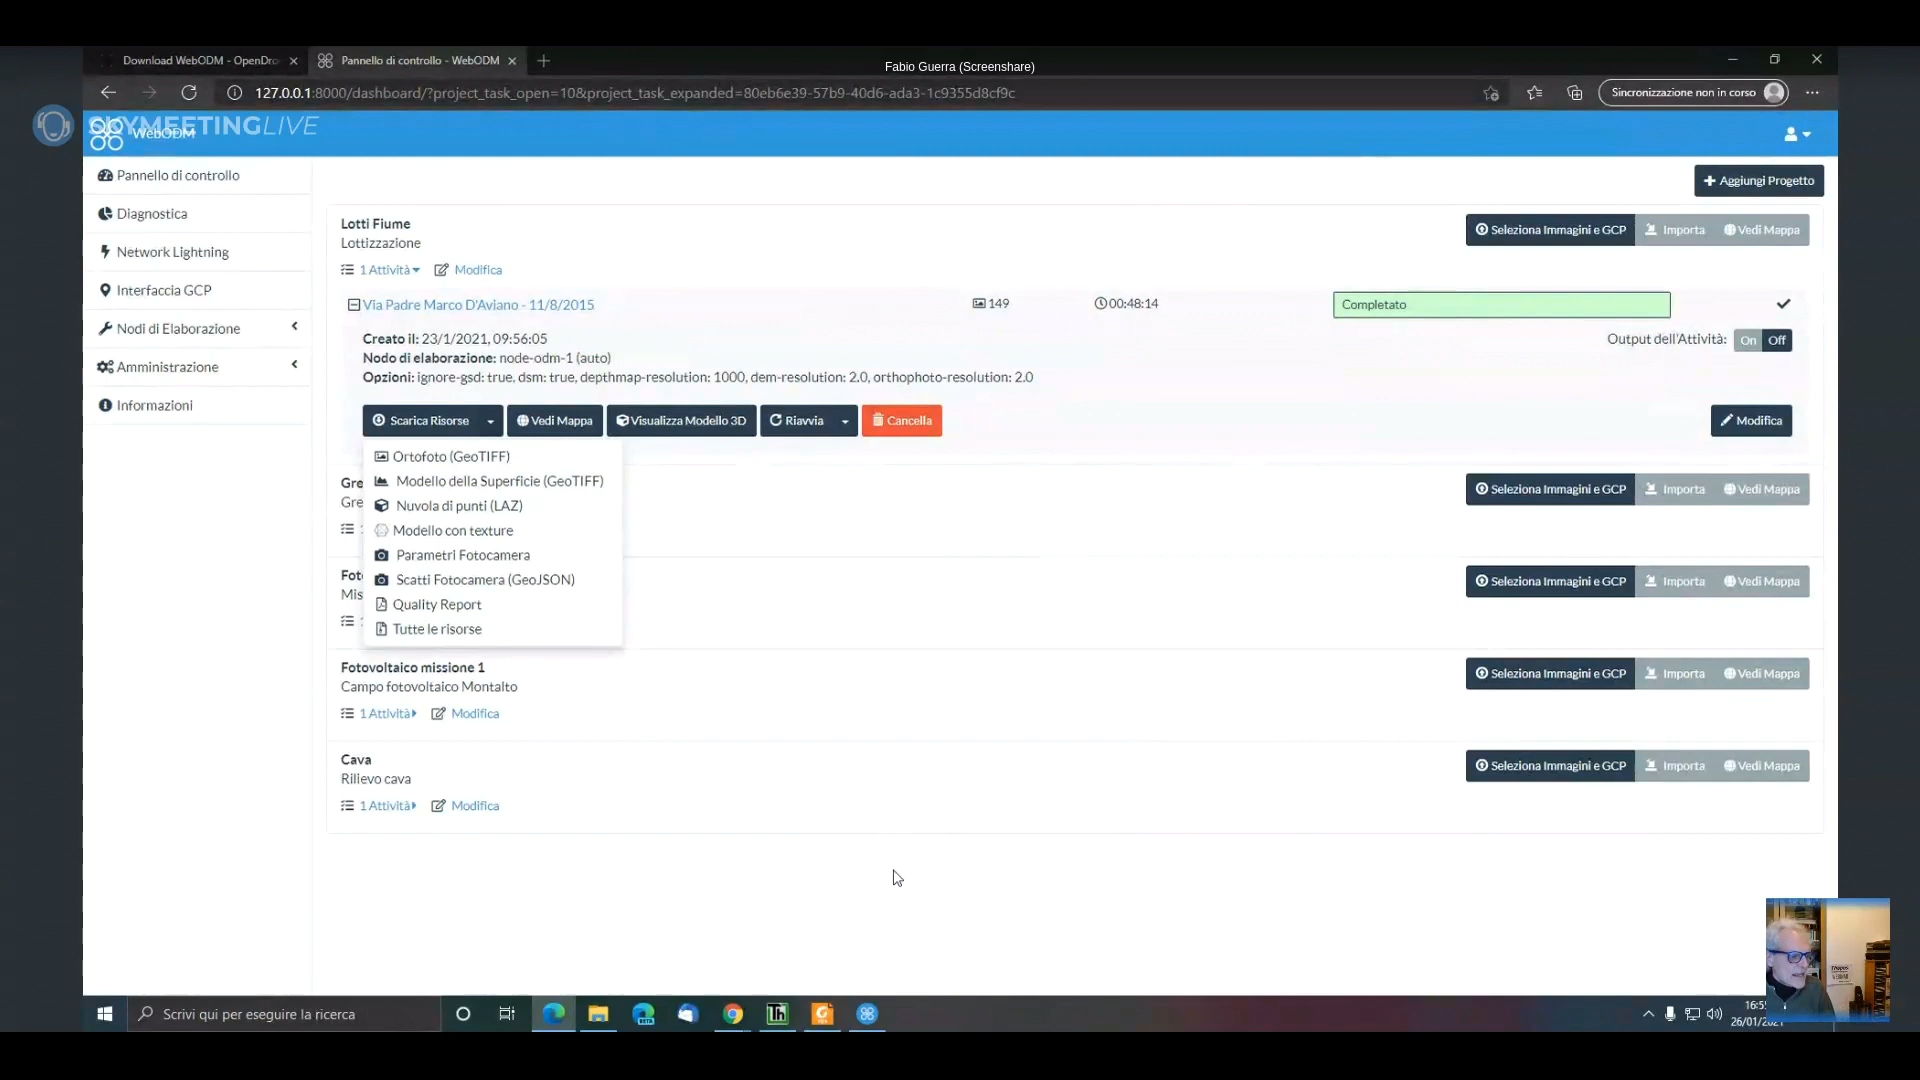 Download WebODM - OpenDro
Pannello di controllo - WebODM
Fabio Guerra (Screenshare)
127.0.0.1:8000/dashboard/?project_task_open=10&project_task_expanded=80eb6e39-57b9-40d6-ada3-1c9355d8cf9c
Sincronizzazione non in corso
SKYMEETINGLIVE
WebODM
Pannello di controllo
Diagnostica
Network Lightning
Interfaccia GCP
Nodi di Elaborazione
Amministrazione
Informazioni
Aggiungi Progetto
Lotti Fiume
Lottizzazione
1 Attività
Modifica
Seleziona Immagini e GCP
Importa
Vedi Mappa
Via Padre Marco D'Aviano - 11/8/2015
149
00:48:14
Completato
Creato il: 23/1/2021, 09:56:05
Output dell'Attività:
On
Off
Nodo di elaborazione: node-odm-1 (auto)
Opzioni: ignore-gsd: true, dsm: true, depthmap-resolution: 1000, dem-resolution: 2.0, orthophoto-resolution: 2.0
Scarica Risorse
Vedi Mappa
Visualizza Modello 3D
Riavvia
Cancella
Modifica
Ortofoto (GeoTIFF)
Modello della Superficie (GeoTIFF)
Nuvola di punti (LAZ)
Modello con texture
Parametri Fotocamera
Scatti Fotocamera (GeoJSON)
Quality Report
Tutte le risorse
Gre
Gre
Seleziona Immagini e GCP
Importa
Vedi Mappa
Fot
Mis
Seleziona Immagini e GCP
Importa
Vedi Mappa
Fotovoltaico missione 1
Campo fotovoltaico Montalto
1 Attività
Modifica
Seleziona Immagini e GCP
Importa
Vedi Mappa
Cava
Rilievo cava
1 Attività
Modifica
Seleziona Immagini e GCP
Importa
Vedi Mappa
Scrivi qui per eseguire la ricerca
Th